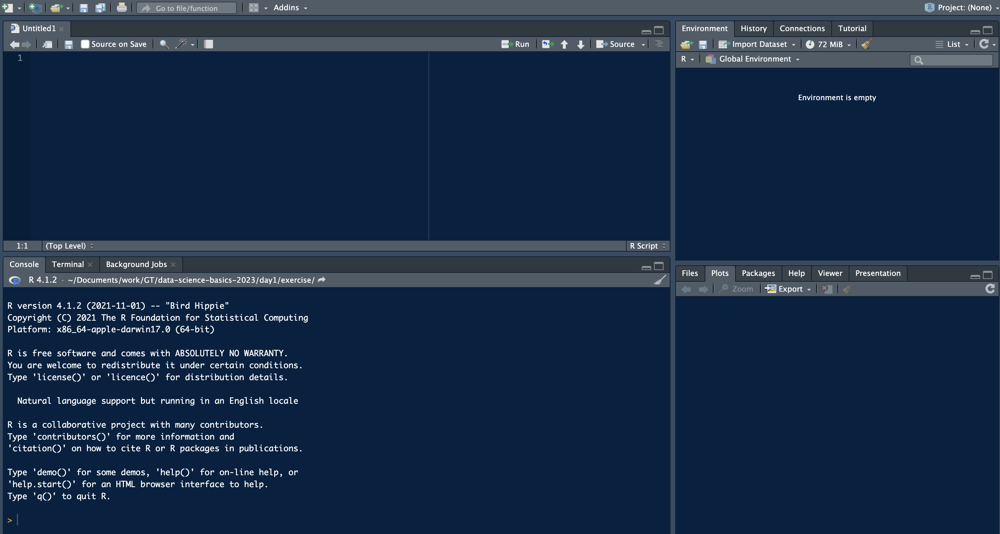 Go to file/function
Addins
Project: (None)
Untitled1
Source on Save
Run
Source
1
1:1
(Top Level)
R Script
Console
Terminal
Background Jobs
R 4.1.2 · ~/Documents/work/GT/data-science-basics-2023/day1/exercise/
R version 4.1.2 (2021-11-01) -- "Bird Hippie"
Copyright (C) 2021 The R Foundation for Statistical Computing
Platform: x86_64-apple-darwin17.0 (64-bit)
R is free software and comes with ABSOLUTELY NO WARRANTY.
You are welcome to redistribute it under certain conditions.
Type 'license()' or 'licence()' for distribution details.
Natural language support but running in an English locale
R is a collaborative project with many contributors.
Type 'contributors()' for more information and
'citation()' on how to cite R or R packages in publications.
Type 'demo()' for some demos, 'help()' for on-line help, or
'help.start()' for an HTML browser interface to help.
Type 'q()' to quit R.
>
Environment
History
Connections
Tutorial
Import Dataset
72 MiB
List
R
Global Environment
Environment is empty
Files
Plots
Packages
Help
Viewer
Presentation
Zoom
Export